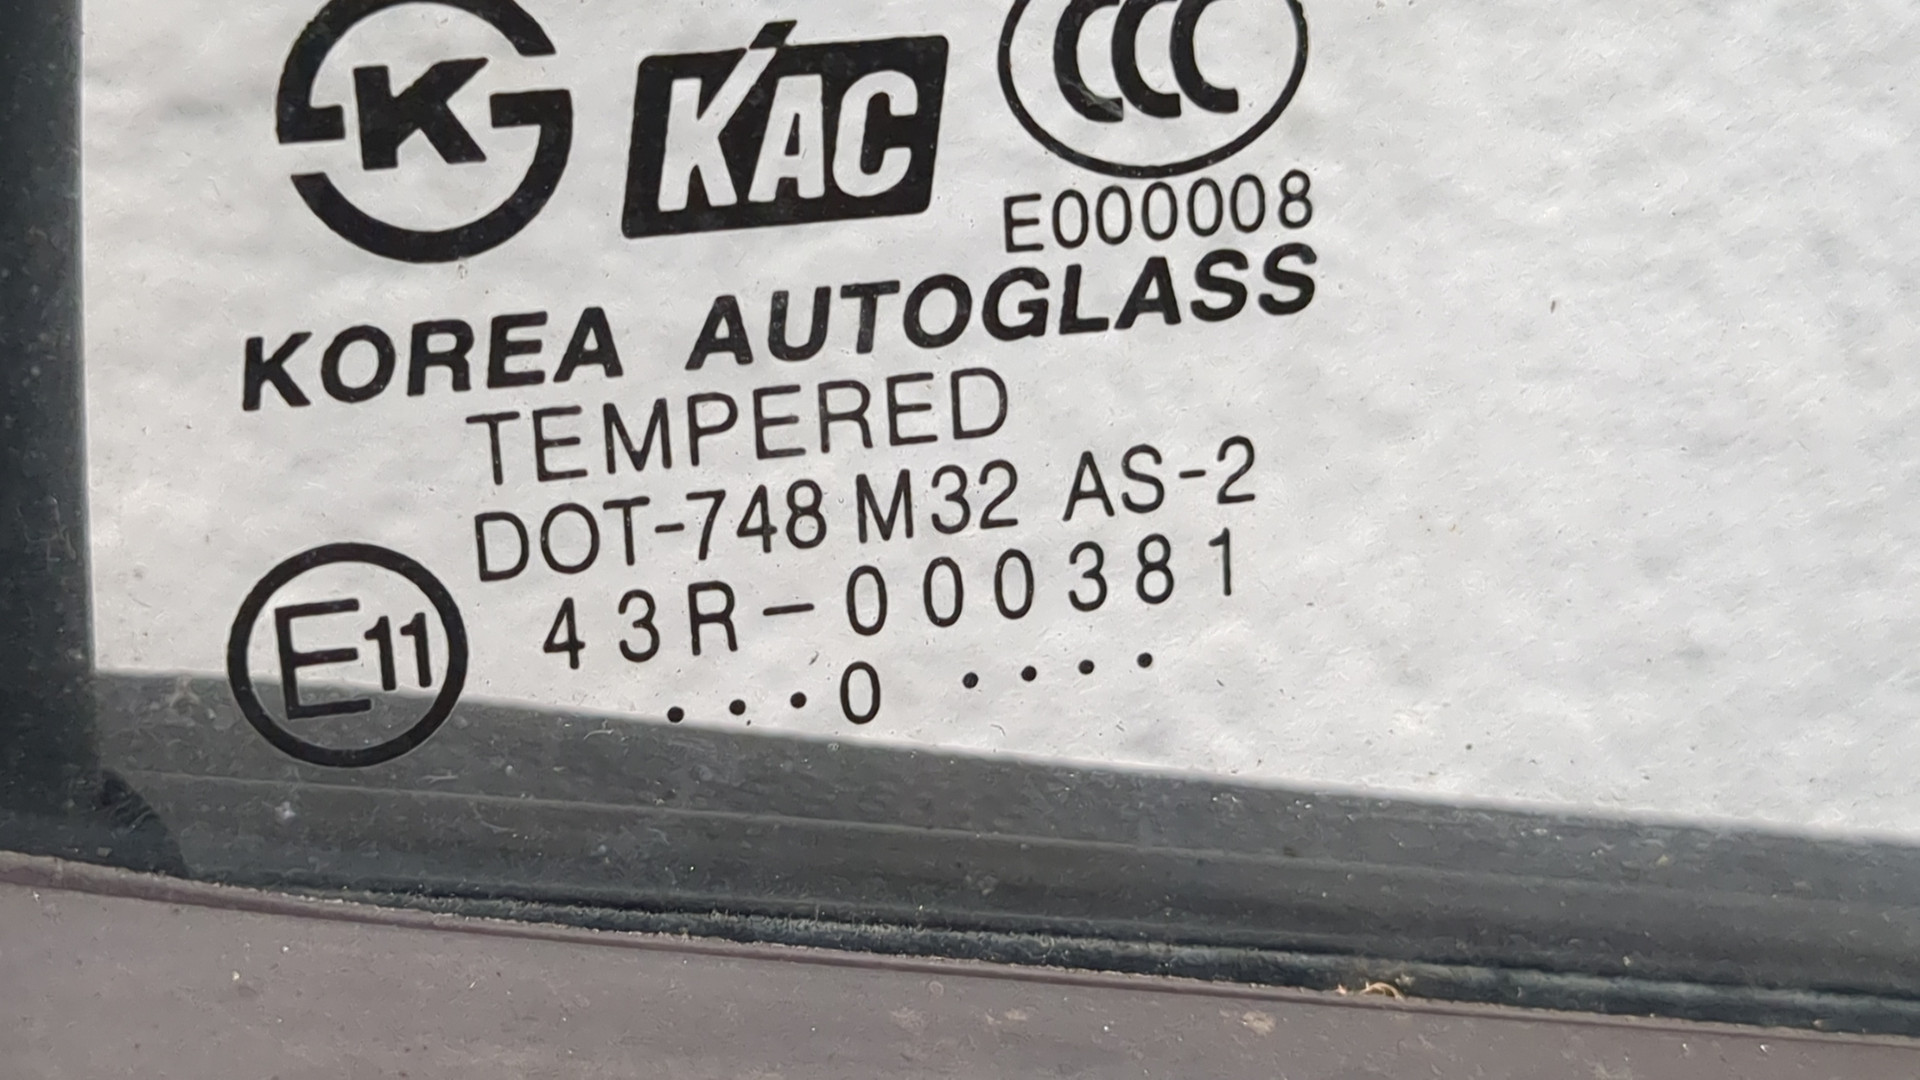 K KAC CCC
E000008
KOREA AUTOGLASS
TEMPERED
DOT-748 M32 AS-2
E11 43R-000381
...0 ....